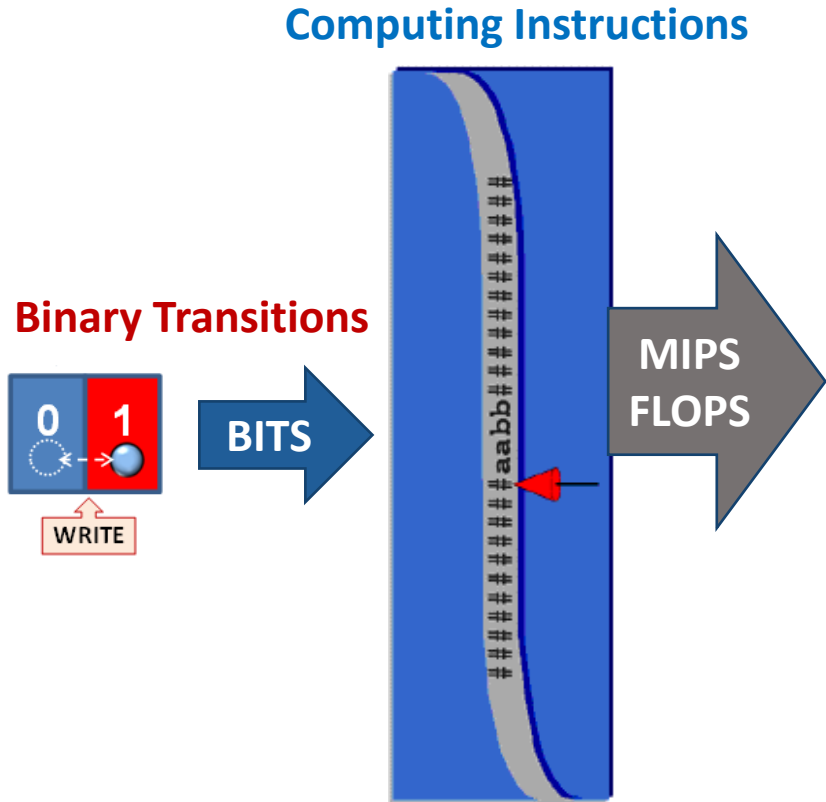 Computing Instructions
Binary Transitions
0 1
WRITE
BITS
###########aabb############
MIPS
FLOPS